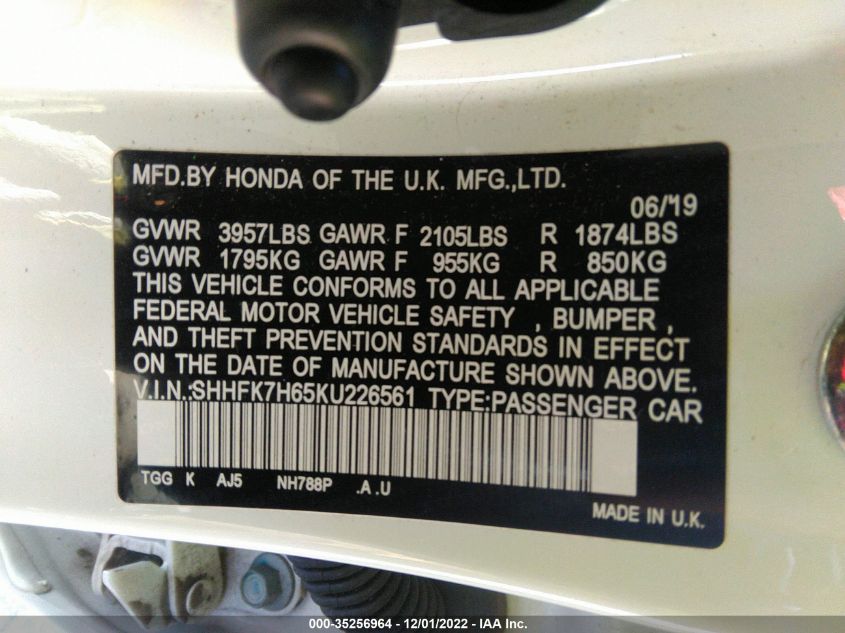 MFD.BY HONDA OF THE U.K. MFG.,LTD.
06/'19
GVWR 3957LBS GAWR F 2105LBS R 1874LBS
GVWR 1795KG GAWR F 955KG R 850KG
THIS VEHICLE CONFORMS TO ALL APPLICABLE
FEDERAL MOTOR VEHICLE SAFETY , BUMPER ,
AND THEFT PREVENTION STANDARDS IN EFFECT
ON THE DATE OF MANUFACTURE SHOWN ABOVE.
V.I.N.:SHHFK7H65KU226561 TYPE:PASSENGER CAR
TGG K AJ5 NH788P .A .U
MADE IN U.K.
000-35256964 - 12/01/2022 - IAA Inc.